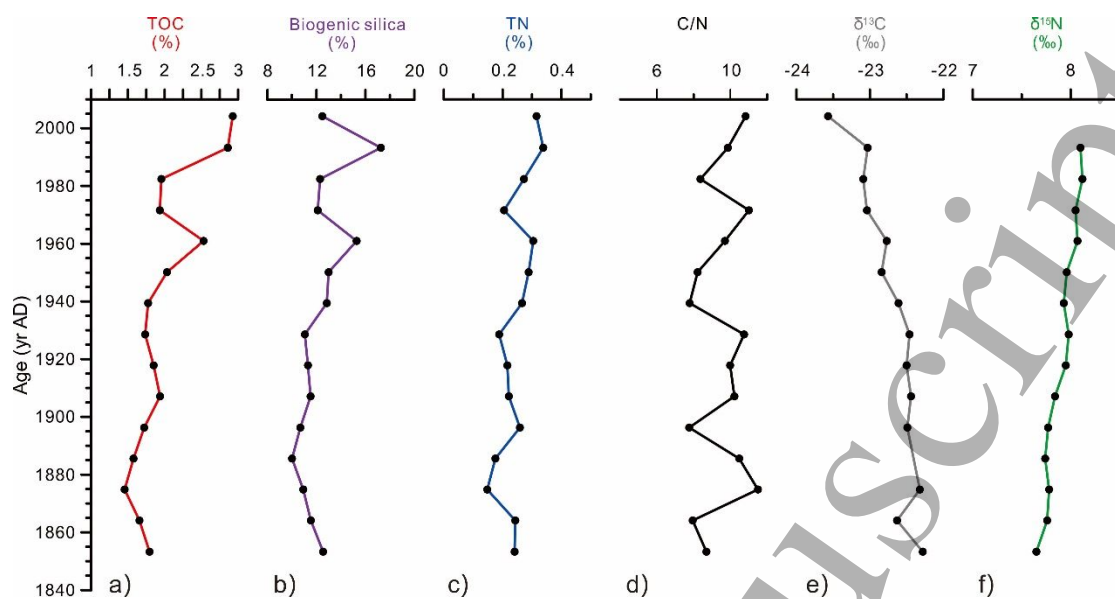 TOC Biogenic silica TN C/N δ¹³C δ¹⁵N
(%) (%) (%) (‰) (‰)
1 1.5 2 2.5 3 8 12 16 20 0 0.2 0.4 6 10 -24 -23 -22 7 8
Age (yr AD)
2000
1980
1960
1940
1920
1900
1880
1860
1840
a) b) c) d) e) f)